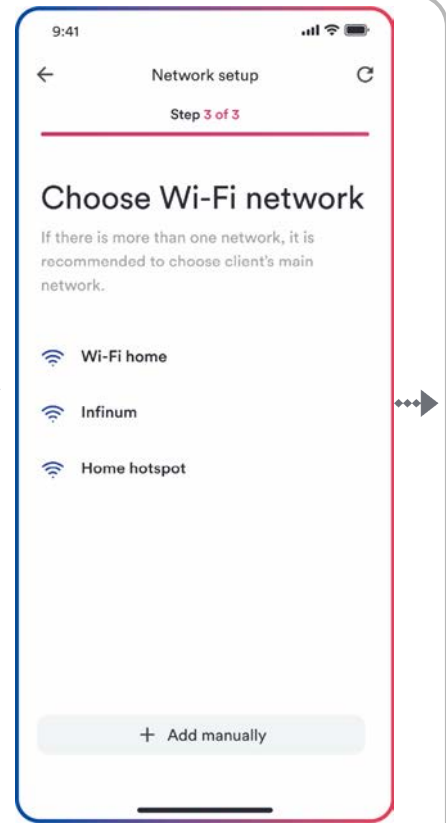 9:41
Network setup
Step 3 of 3
Choose Wi-Fi network
If there is more than one network, it is
recommended to choose client's main
network.
Wi-Fi home
Infinum
Home hotspot
+ Add manually